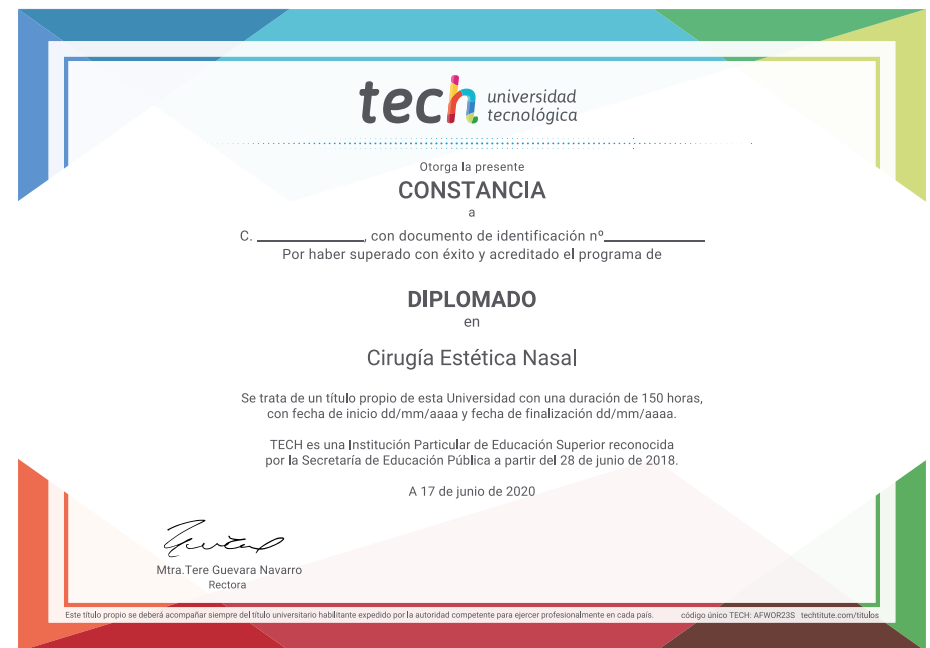 tech universidad
tecnológica
Otorga la presente
CONSTANCIA
a
C. ______________, con documento de identificación nº_____________
Por haber superado con éxito y acreditado el programa de
DIPLOMADO
en
Cirugía Estética Nasal
Se trata de un título propio de esta Universidad con una duración de 150 horas,
con fecha de inicio dd/mm/aaaa y fecha de finalización dd/mm/aaaa.
TECH es una Institución Particular de Educación Superior reconocida
por la Secretaría de Educación Pública a partir del 28 de junio de 2018.
A 17 de junio de 2020
Mtra.Tere Guevara Navarro
Rectora
Este título propio se deberá acompañar siempre del título universitario habilitante expedido por la autoridad competente para ejercer profesionalmente en cada país. código único TECH: AFWOR23S techtitute.com/titulos